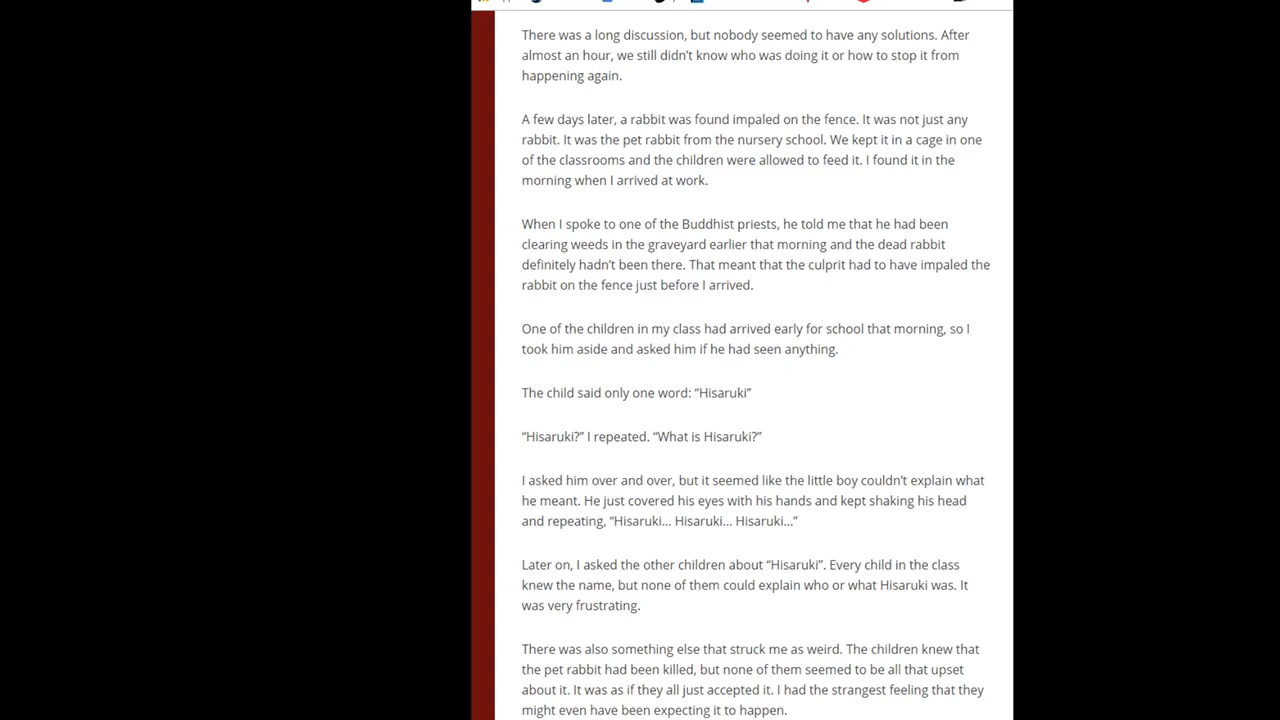 There was a long discussion, but nobody seemed to have any solutions. After
almost an hour, we still didn’t know who was doing it or how to stop it from
happening again.
A few days later, a rabbit was found impaled on the fence. It was not just any
rabbit. It was the pet rabbit from the nursery school. We kept it in a cage in one
of the classrooms and the children were allowed to feed it. I found it in the
morning when I arrived at work.
When I spoke to one of the Buddhist priests, he told me that he had been
clearing weeds in the graveyard earlier that morning and the dead rabbit
definitely hadn’t been there. That meant that the culprit had to have impaled the
rabbit on the fence just before I arrived.
One of the children in my class had arrived early for school that morning, so I
took him aside and asked him if he had seen anything.
The child said only one word: “Hisaruki”
“Hisaruki?” I repeated. “What is Hisaruki?”
I asked him over and over, but it seemed like the little boy couldn’t explain what
he meant. He just covered his eyes with his hands and kept shaking his head
and repeating, “Hisaruki… Hisaruki… Hisaruki…”
Later on, I asked the other children about “Hisaruki”. Every child in the class
knew the name, but none of them could explain who or what Hisaruki was. It
was very frustrating.
There was also something else that struck me as weird. The children knew that
the pet rabbit had been killed, but none of them seemed to be all that upset
about it. It was as if they all just accepted it. I had the strangest feeling that they
might even have been expecting it to happen.